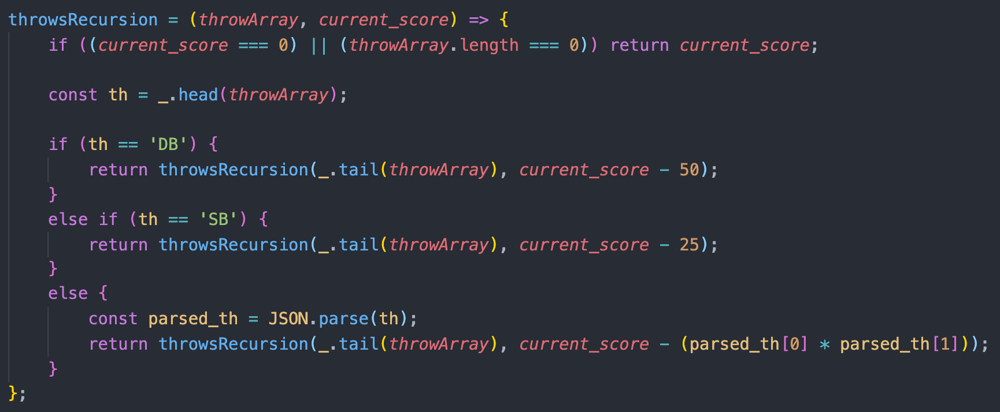 throwsRecursion = (throwArray, current_score) => {
    if ((current_score === 0) || (throwArray.length === 0)) return current_score;

    const th = _.head(throwArray);

    if (th == 'DB') {
        return throwsRecursion(_.tail(throwArray), current_score - 50);
    }
    else if (th == 'SB') {
        return throwsRecursion(_.tail(throwArray), current_score - 25);
    }
    else {
        const parsed_th = JSON.parse(th);
        return throwsRecursion(_.tail(throwArray), current_score - (parsed_th[0] * parsed_th[1]));
    }
};